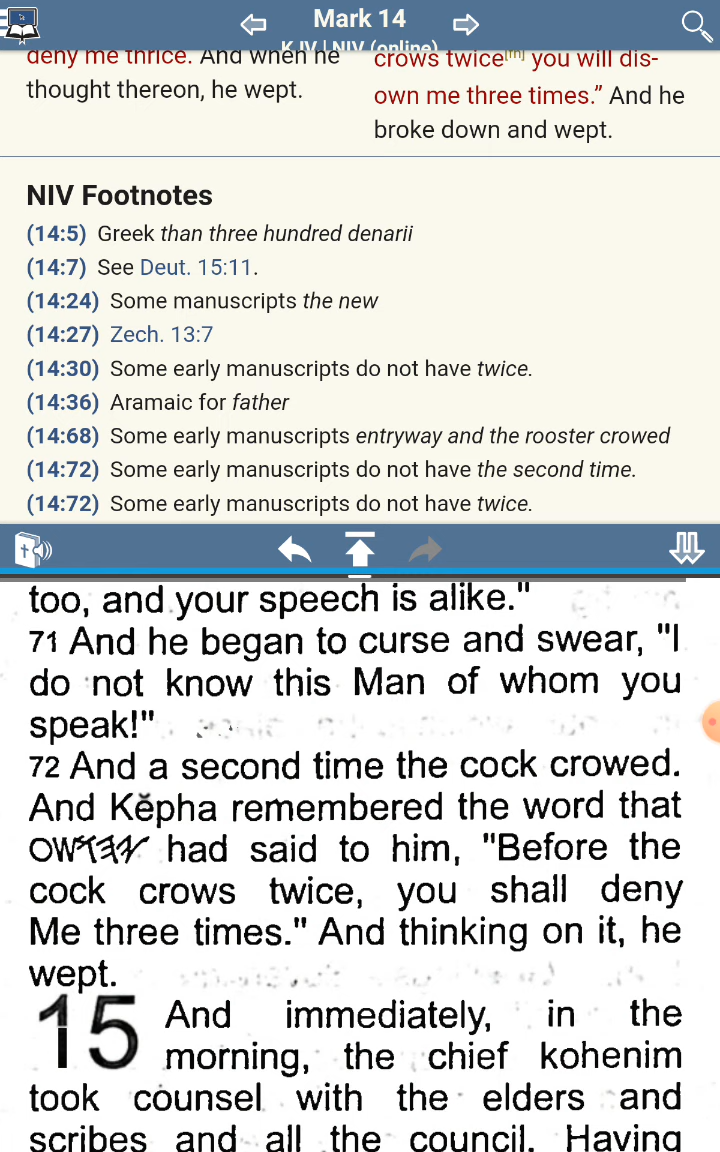 Mark 14
KJV | NIV (online)
deny me thrice. And when he
thought thereon, he wept.
crows twice[m] you will dis-
own me three times.” And he
broke down and wept.
NIV Footnotes
(14:5) Greek than three hundred denarii
(14:7) See Deut. 15:11.
(14:24) Some manuscripts the new
(14:27) Zech. 13:7
(14:30) Some early manuscripts do not have twice.
(14:36) Aramaic for father
(14:68) Some early manuscripts entryway and the rooster crowed
(14:72) Some early manuscripts do not have the second time.
(14:72) Some early manuscripts do not have twice.
too, and your speech is alike."
71 And he began to curse and swear, "I
do not know this Man of whom you
speak!"
72 And a second time the cock crowed.
And Kĕpha remembered the word that
had said to him, "Before the
cock crows twice, you shall deny
Me three times." And thinking on it, he
wept.
15 And immediately, in the
morning, the chief kohenim
took counsel with the elders and
scribes and all the council. Having